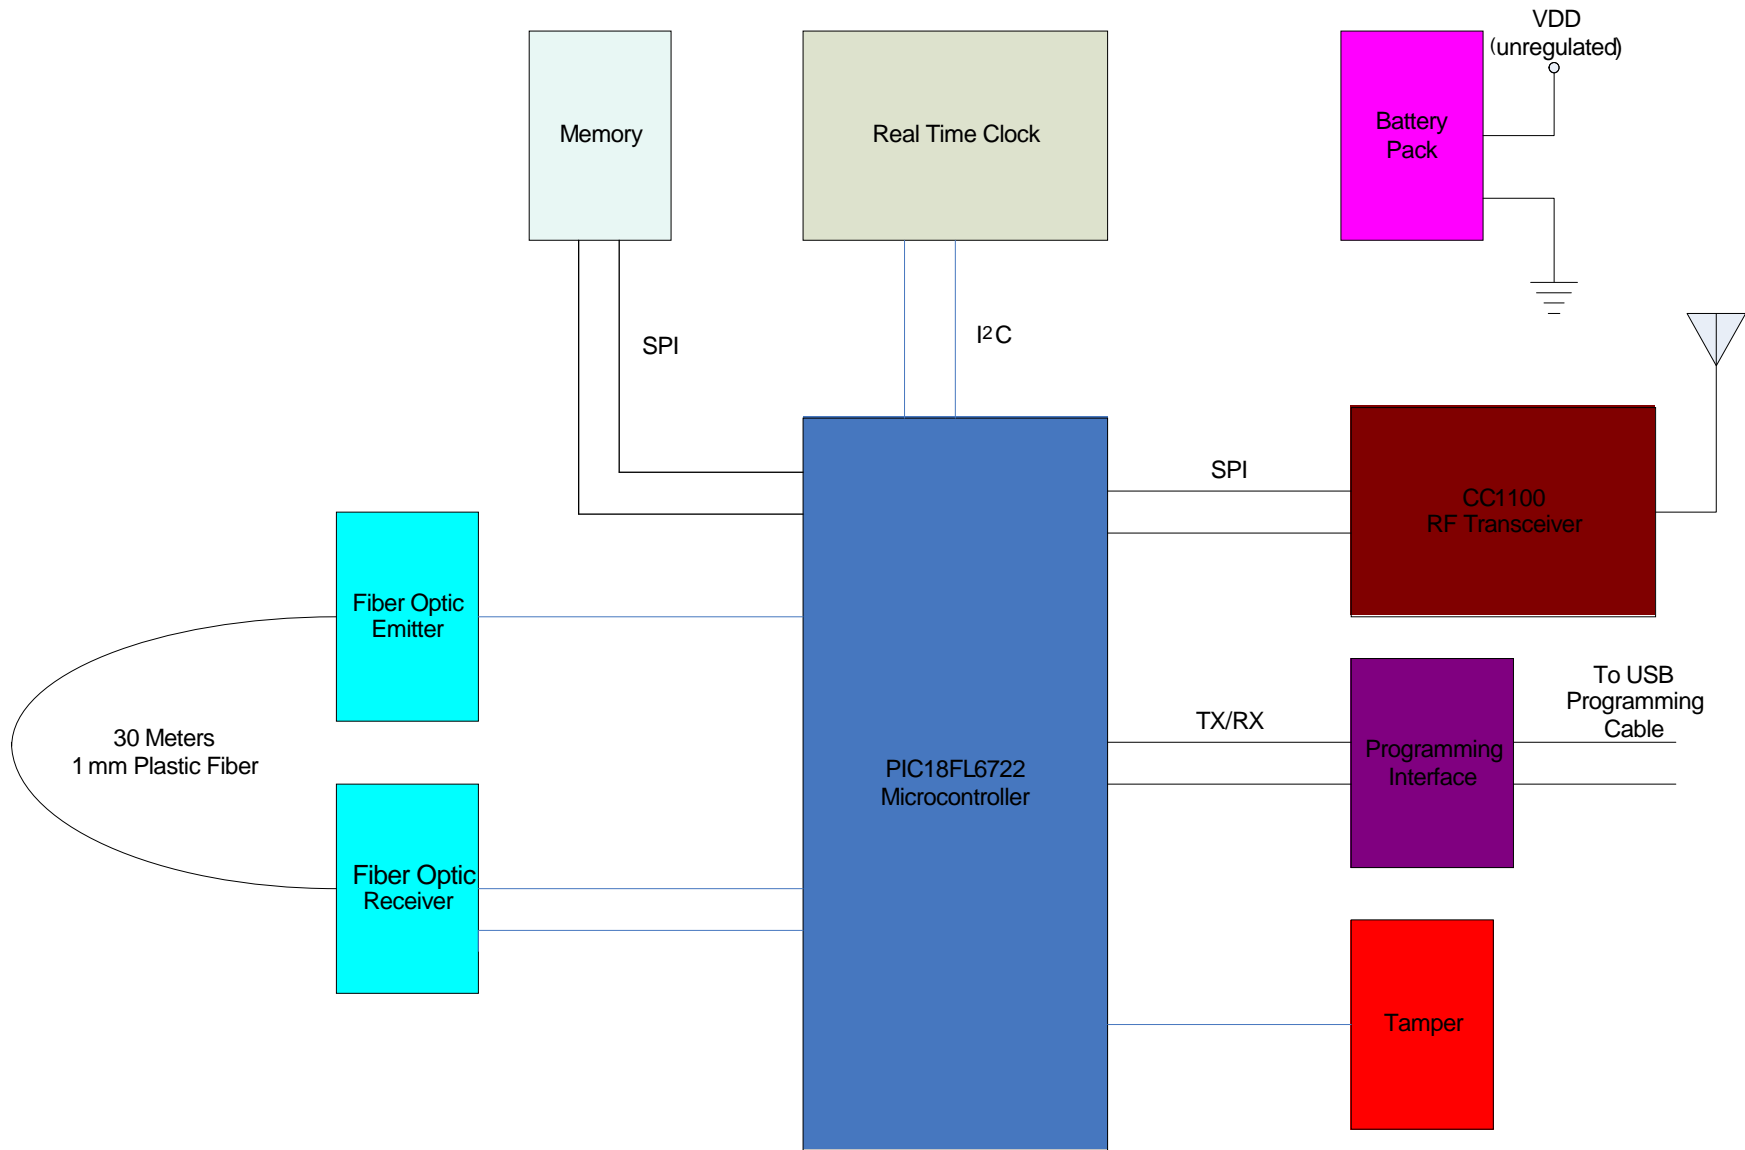 VDD
(unregulated)
Memory
Real Time Clock
Battery
Pack
SPI
I²C
SPI
CC1100
RF Transceiver
Fiber Optic
Emitter
30 Meters
1 mm Plastic Fiber
Fiber Optic
Receiver
PIC18FL6722
Microcontroller
TX/RX
Programming
Interface
To USB
Programming
Cable
Tamper